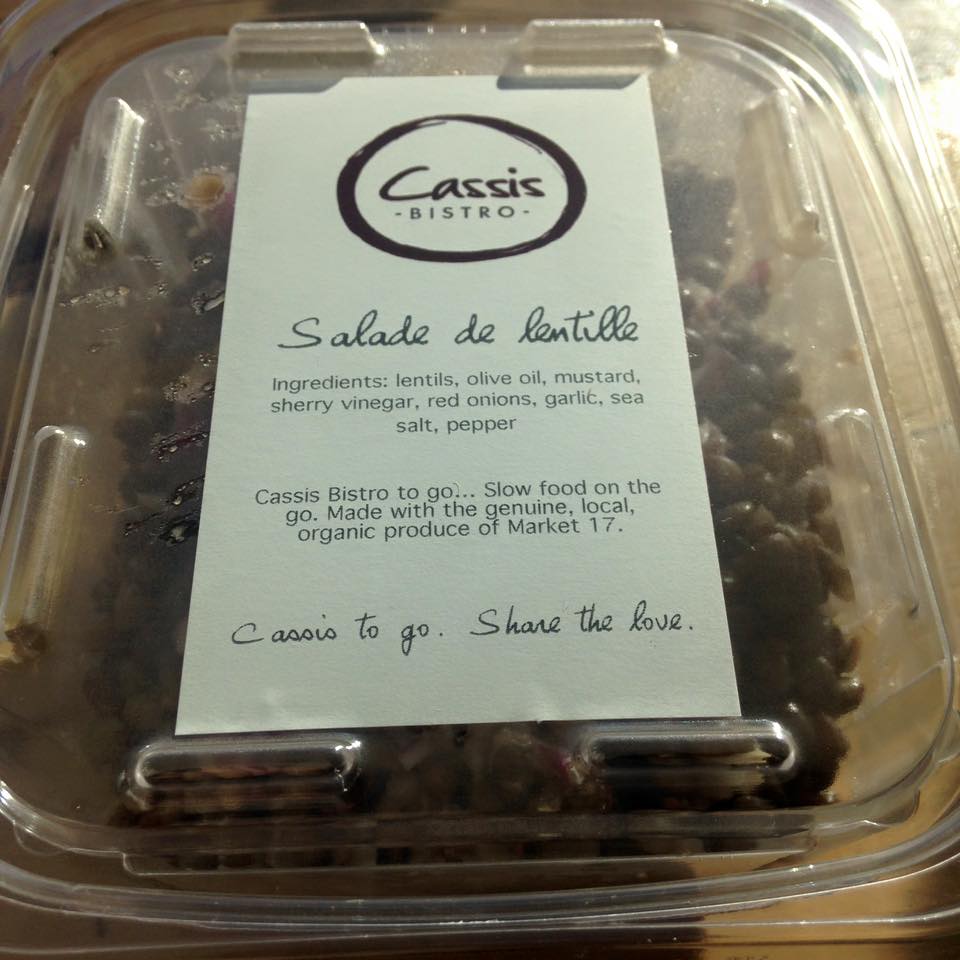 Cassis
-BISTRO-
Salade de lentille
Ingredients: lentils, olive oil, mustard,
sherry vinegar, red onions, garlic, sea
salt, pepper
Cassis Bistro to go... Slow food on the
go. Made with the genuine, local,
organic produce of Market 17.
Cassis to go. Share the love.